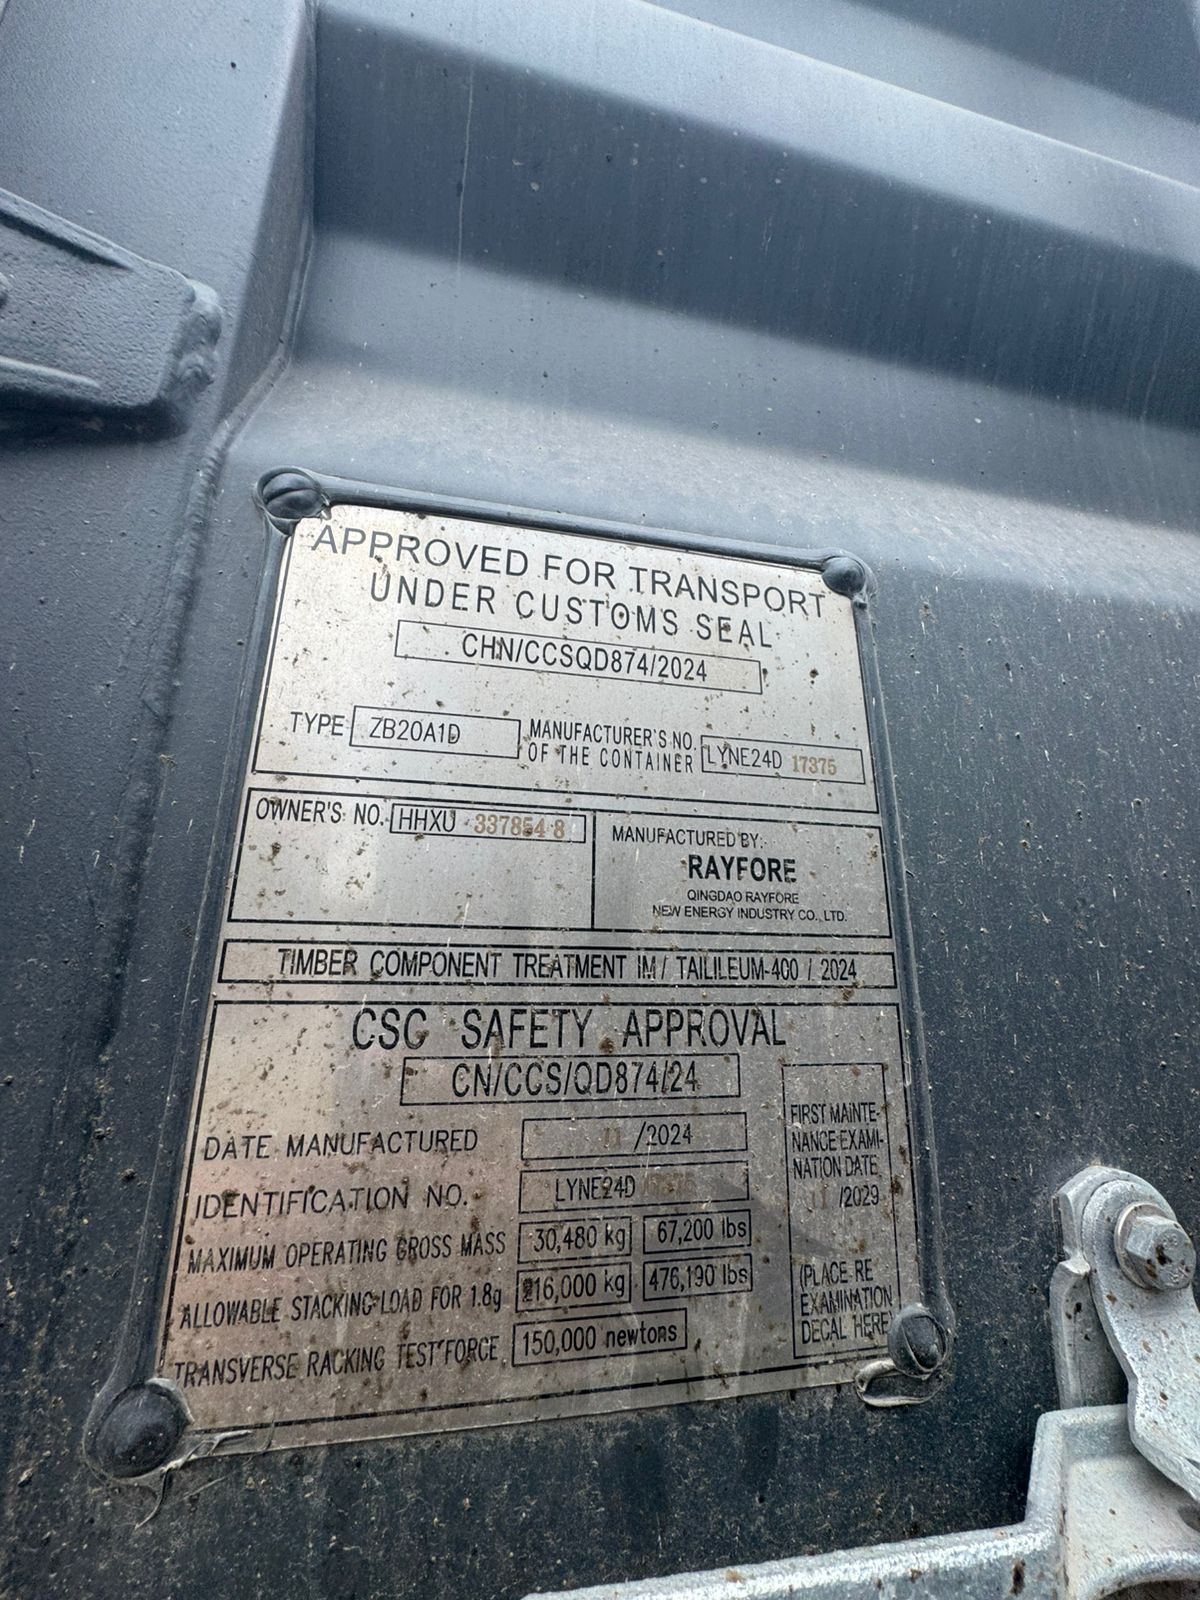 APPROVED FOR TRANSPORT
UNDER CUSTOMS SEAL
CHN/CCSQD874/2024
TYPE ZB20A1D
MANUFACTURER'S NO.
OF THE CONTAINER
LYNE24D 17375
OWNER'S NO. HHXU 337854 8
MANUFACTURED BY:
RAYFORE
QINGDAO RAYFORE
NEW ENERGY INDUSTRY CO., LTD.
TIMBER COMPONENT TREATMENT IM / TAILILEUM-400 / 2024
CSC SAFETY APPROVAL
CN/CCS/QD874/24
DATE MANUFACTURED 11 /2024
IDENTIFICATION NO. LYNE24D 17375
MAXIMUM OPERATING GROSS MASS 30,480 kg 67,200 lbs
ALLOWABLE STACKING LOAD FOR 1.8g 216,000 kg 476,190 lbs
TRANSVERSE RACKING TEST FORCE 150,000 newtons
FIRST MAINTE-
NANCE EXAMI-
NATION DATE
11 /2029
(PLACE RE
EXAMINATION
DECAL HERE)